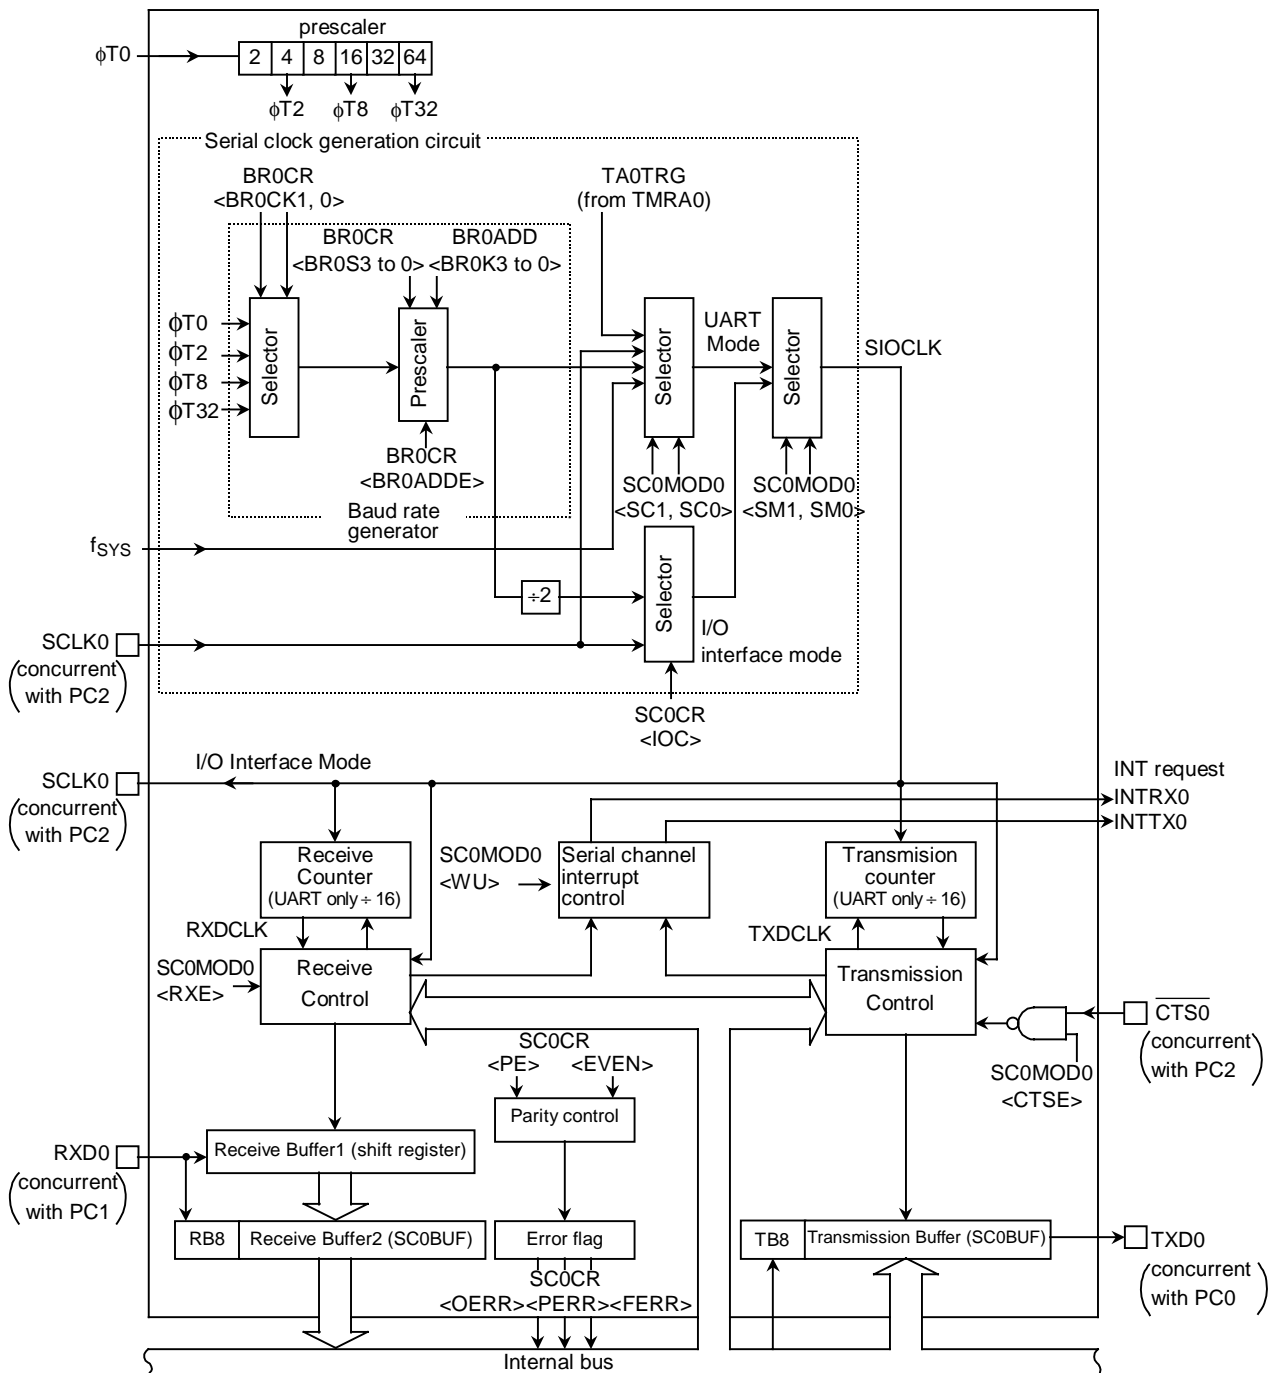 prescaler
ϕT0
2 4 8 16 32 64
ϕT2 ϕT8 ϕT32
Serial clock generation circuit
BR0CR
<BR0CK1, 0>
TA0TRG
(from TMRA0)
BR0CR
<BR0S3 to 0>
BR0ADD
<BR0K3 to 0>
ϕT0
ϕT2
ϕT8
ϕT32
Selector
Prescaler
Selector
UART
Mode
Selector
SIOCLK
BR0CR
<BR0ADDE>
SC0MOD0
<SC1, SC0>
SC0MOD0
<SM1, SM0>
Baud rate
generator
fSYS
÷2
Selector
I/O
interface mode
SCLK0
(concurrent
with PC2)
SC0CR
<IOC>
I/O Interface Mode
SCLK0
(concurrent
with PC2)
INT request
INTRX0
INTTX0
Receive
Counter
(UART only ÷ 16)
SC0MOD0
<WU>
Serial channel
interrupt
control
Transmision
counter
(UART only ÷ 16)
RXDCLK
TXDCLK
SC0MOD0
<RXE>
Receive
Control
Transmission
Control
CTS0
(concurrent
with PC2)
SC0MOD0
<CTSE>
SC0CR
<PE> <EVEN>
Parity control
RXD0
(concurrent
with PC1)
Receive Buffer1 (shift register)
RB8 Receive Buffer2 (SC0BUF)
Error flag
TB8 Transmission Buffer (SC0BUF)
TXD0
(concurrent
with PC0)
SC0CR
<OERR><PERR><FERR>
Internal bus